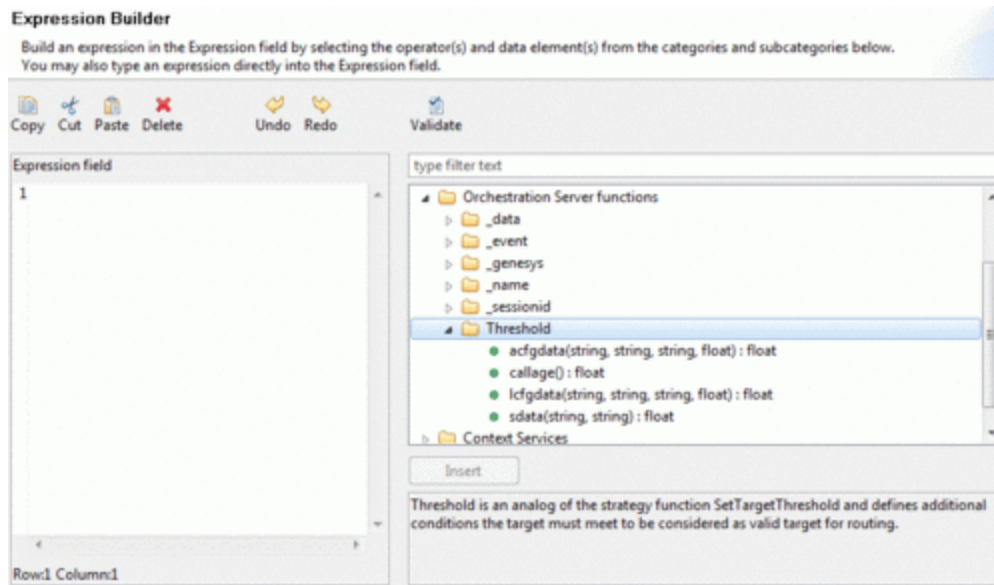 Expression Builder
Build an expression in the Expression field by selecting the operator(s) and data element(s) from the categories and subcategories below.
You may also type an expression directly into the Expression field.
Copy Cut Paste Delete Undo Redo Validate
Expression field
1
Row:1 Column:1
type filter text
Orchestration Server functions
_data
_event
_genesys
_name
_sessionid
Threshold
acfgdata(string, string, string, float) : float
callage() : float
lcfgdata(string, string, string, float) : float
sdata(string, string) : float
Context Services
Insert
Threshold is an analog of the strategy function SetTargetThreshold and defines additional
conditions the target must meet to be considered as valid target for routing.